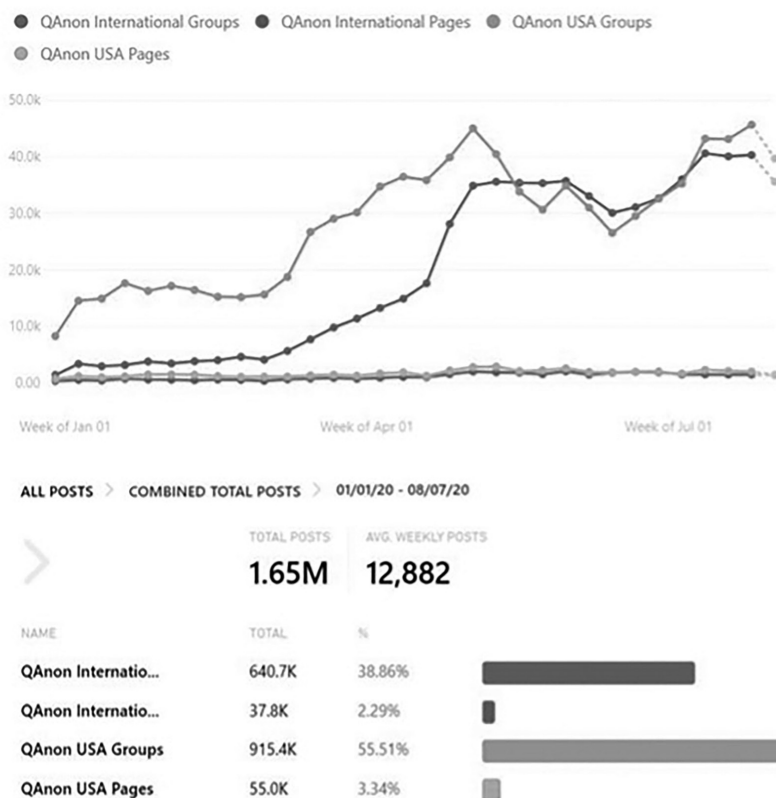 QAnon International Groups QAnon International Pages QAnon USA Groups
QAnon USA Pages
50.0k
40.0k
30.0k
20.0k
10.0k
0.00
Week of Jan 01 Week of Apr 01 Week of Jul 01
ALL POSTS COMBINED TOTAL POSTS 01/01/20 - 08/07/20
TOTAL POSTS AVG. WEEKLY POSTS
1.65M 12,882
NAME TOTAL %
QAnon Internatio... 640.7K 38.86%
QAnon Internatio... 37.8K 2.29%
QAnon USA Groups 915.4K 55.51%
QAnon USA Pages 55.0K 3.34%